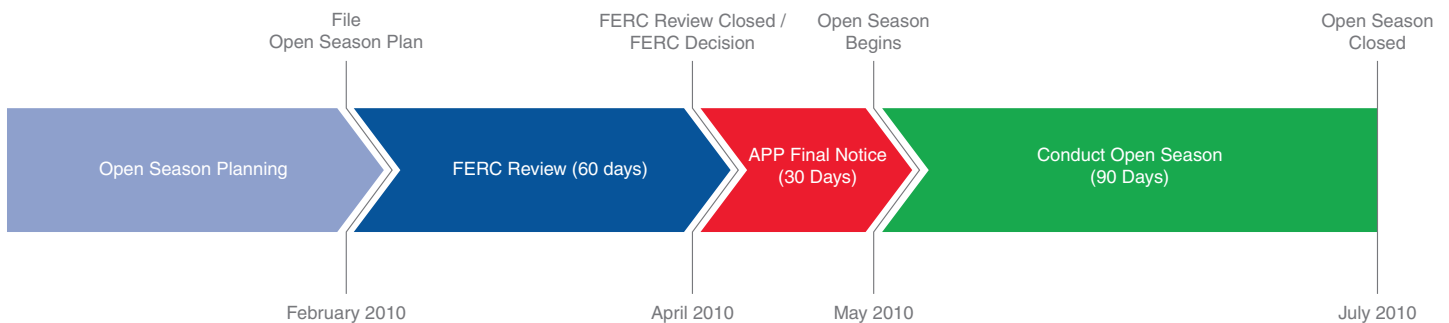 File
Open Season Plan
FERC Review Closed /
FERC Decision
Open Season
Begins
Open Season
Closed
Open Season Planning
FERC Review (60 days)
APP Final Notice
(30 Days)
Conduct Open Season
(90 Days)
February 2010
April 2010
May 2010
July 2010